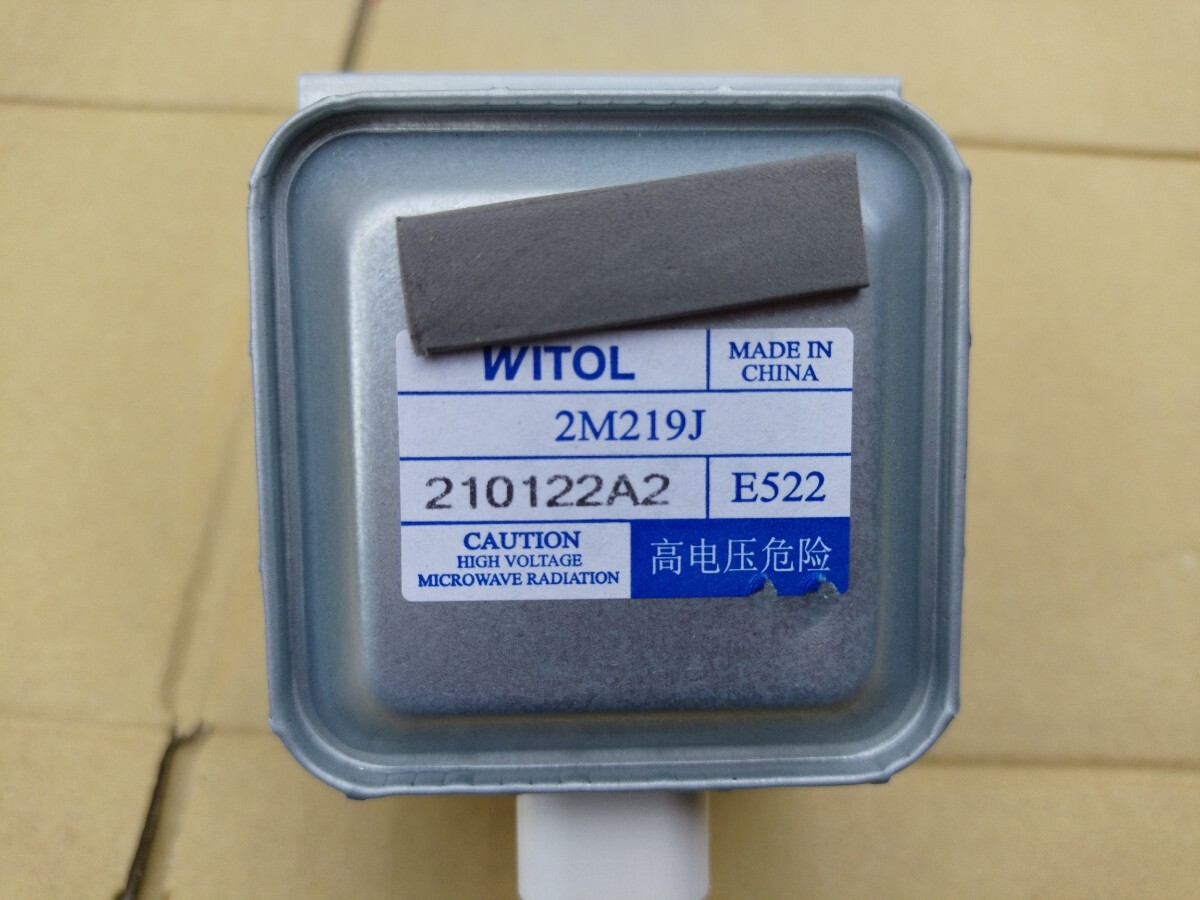 WITOL
MADE IN
CHINA
2M219J
210122A2
E522
CAUTION
HIGH VOLTAGE
MICROWAVE RADIATION
高电压危险